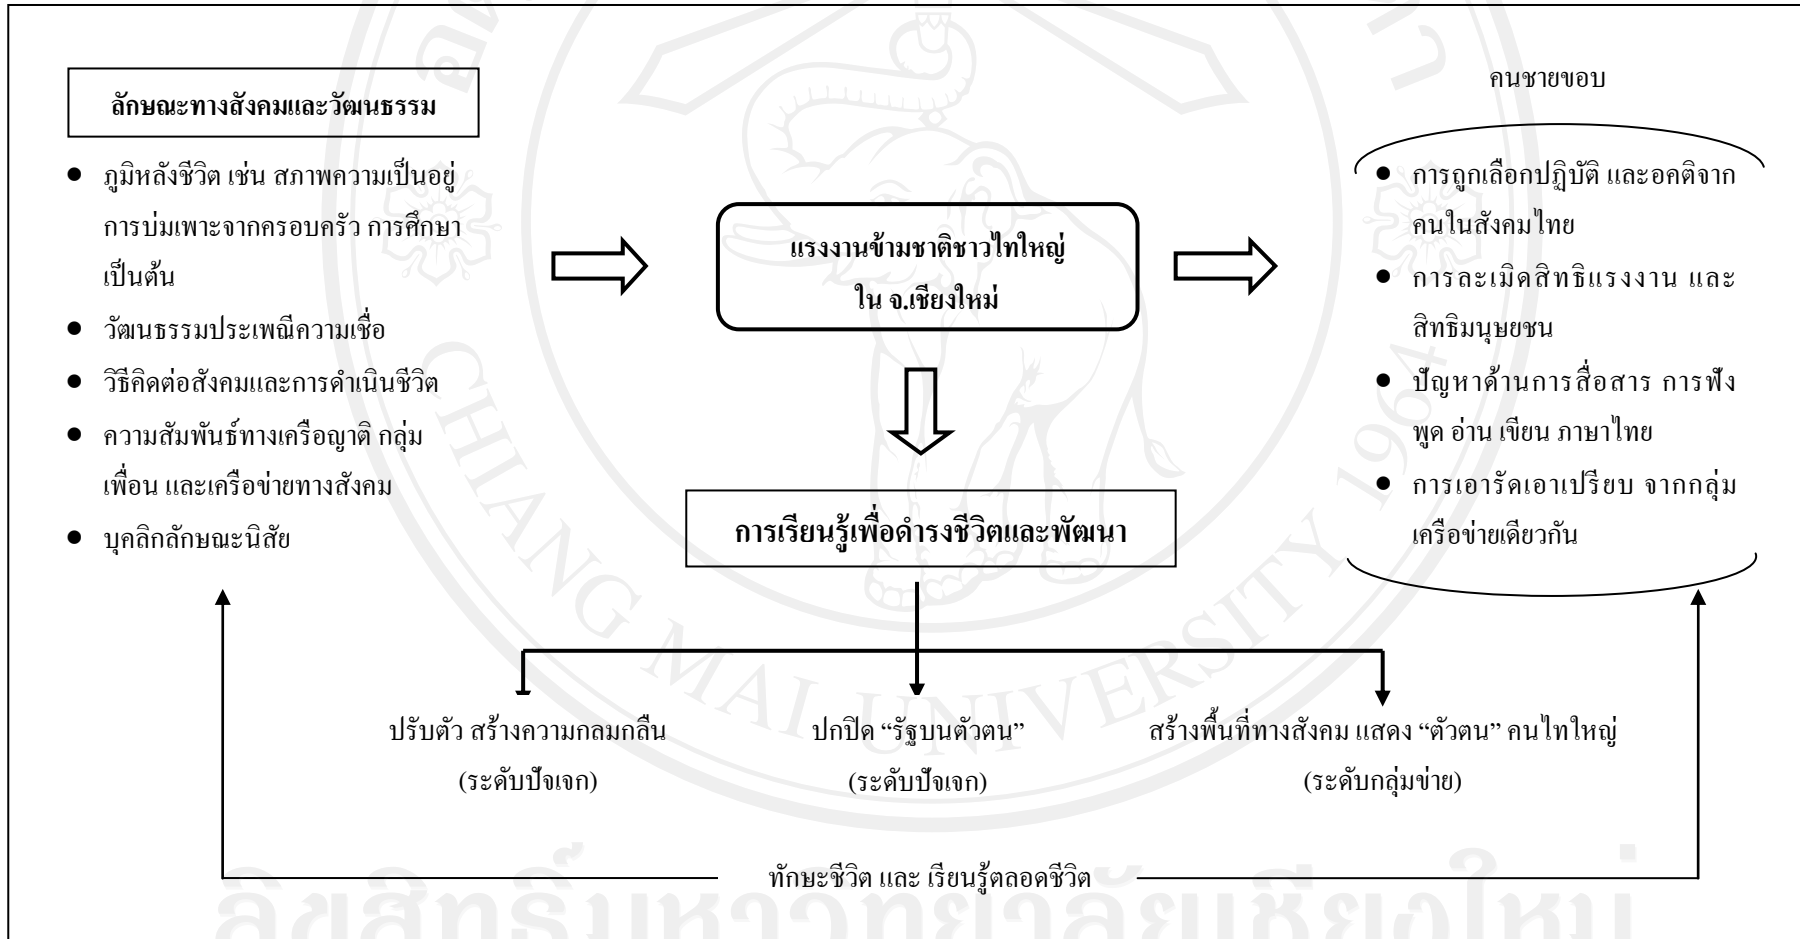 ลักษณะทางสังคมและวัฒนธรรม
ภูมิหลังชีวิต เช่น สภาพความเป็นอยู่
การบ่มเพาะจากครอบครัว การศึกษา
เป็นต้น
วัฒนธรรมประเพณีความเชื่อ
วิธีคิดต่อสังคมและการดำเนินชีวิต
ความสัมพันธ์ทางเครือญาติ กลุ่ม
เพื่อน และเครือข่ายทางสังคม
บุคลิกลักษณะนิสัย
แรงงานข้ามชาติชาวไทใหญ่
ใน จ.เชียงใหม่
คนชายขอบ
การถูกเลือกปฏิบัติ และอคติจาก
คนในสังคมไทย
การละเมิดสิทธิแรงงาน และ
สิทธิมนุษยชน
ปัญหาด้านการสื่อสาร การฟัง
พูด อ่าน เขียน ภาษาไทย
การเอารัดเอาเปรียบ จากกลุ่ม
เครือข่ายเดียวกัน
การเรียนรู้เพื่อดำรงชีวิตและพัฒนา
ปรับตัว สร้างความกลมกลืน
(ระดับปัจเจก)
ปกปิด “รัฐบนตัวตน”
(ระดับปัจเจก)
สร้างพื้นที่ทางสังคม แสดง “ตัวตน” คนไทใหญ่
(ระดับกลุ่มข่าย)
ทักษะชีวิต และ เรียนรู้ตลอดชีวิต
CHIANG MAI UNIVERSITY 1964
ลิขสิทธิ์มหาวิทยาลัยเชียงใหม่